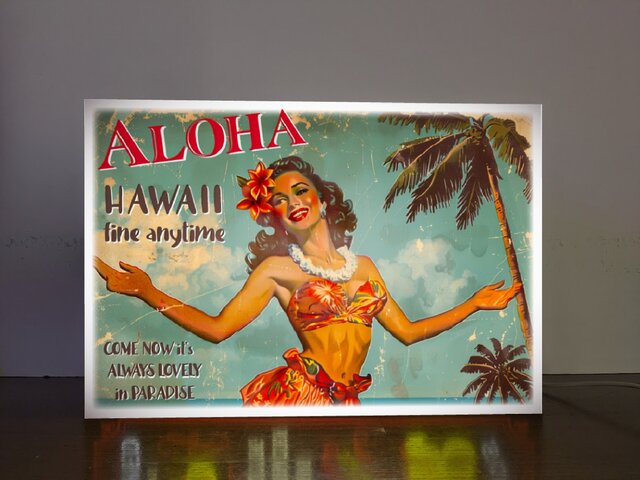 ALOHA
HAWAII
fine anytime
COME NOW it's
ALWAYS LOVELY
in PARADISE